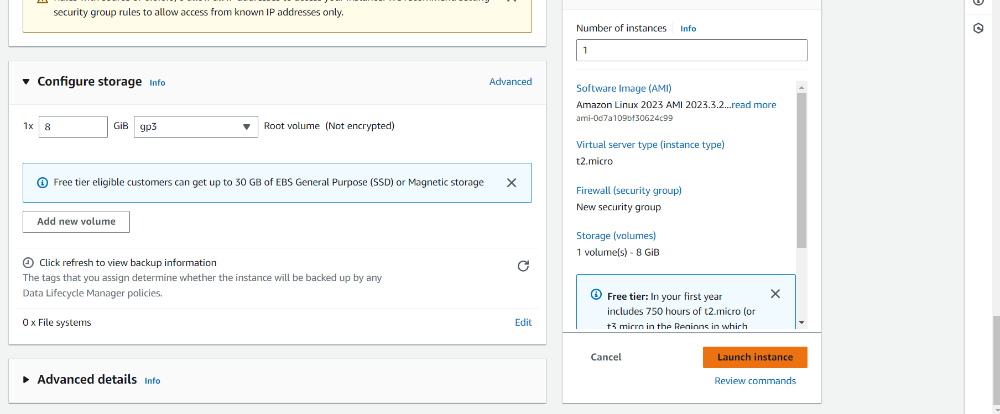 security group rules to allow access from known IP addresses only.
Configure storage Info
Advanced
1x 8 GiB gp3 Root volume (Not encrypted)
Free tier eligible customers can get up to 30 GB of EBS General Purpose (SSD) or Magnetic storage
Add new volume
Click refresh to view backup information
The tags that you assign determine whether the instance will be backed up by any
Data Lifecycle Manager policies.
0 x File systems
Edit
Advanced details Info
Number of instances Info
1
Software Image (AMI)
Amazon Linux 2023 AMI 2023.3.2...read more
ami-0d7a109bf30624c99
Virtual server type (instance type)
t2.micro
Firewall (security group)
New security group
Storage (volumes)
1 volume(s) - 8 GiB
Free tier: In your first year
includes 750 hours of t2.micro (or
t3.micro in the Regions in which
Cancel
Launch instance
Review commands